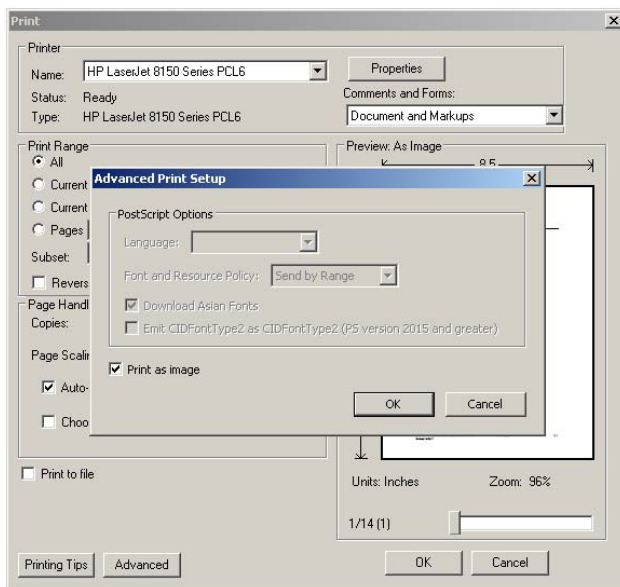 Print
Printer
Name: HP LaserJet 8150 Series PCL6 Properties
Status: Ready Comments and Forms:
Type: HP LaserJet 8150 Series PCL6 Document and Markups
Print Range Preview: As Image
All 8.5
Current
Current
Pages
Subset:
Revers
Page Handl
Copies:
Page Scalin
Auto-
Choo
Advanced Print Setup
PostScript Options
Language:
Font and Resource Policy: Send by Range
Download Asian Fonts
Emit CIDFontType2 as CIDFontType2 (PS version 2015 and greater)
Print as image
OK Cancel
Print to file
Units: Inches Zoom: 96%
1/14 (1)
Printing Tips Advanced OK Cancel